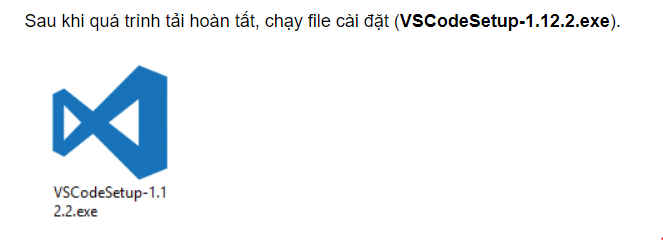 Sau khi quá trình tải hoàn tất, chạy file cài đặt (VSCodeSetup-1.12.2.exe).
VSCodeSetup-1.1
2.2.exe